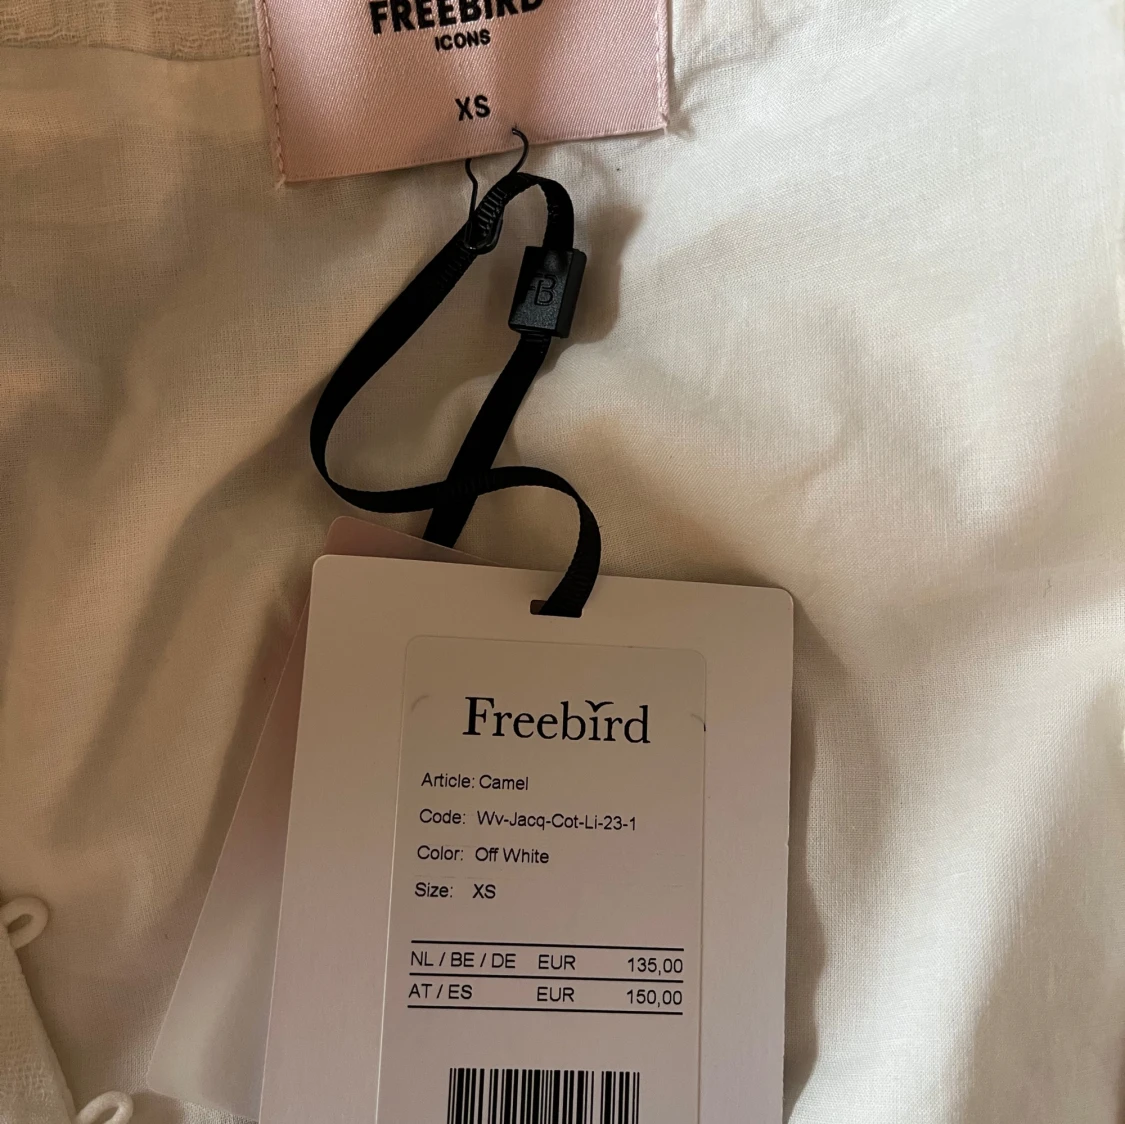 FREEBIRD
ICONS
XS
B
Freebird
Article: Camel
Code: Wv-Jacq-Cot-Li-23-1
Color: Off White
Size: XS
NL / BE / DE EUR 135,00
AT / ES EUR 150,00